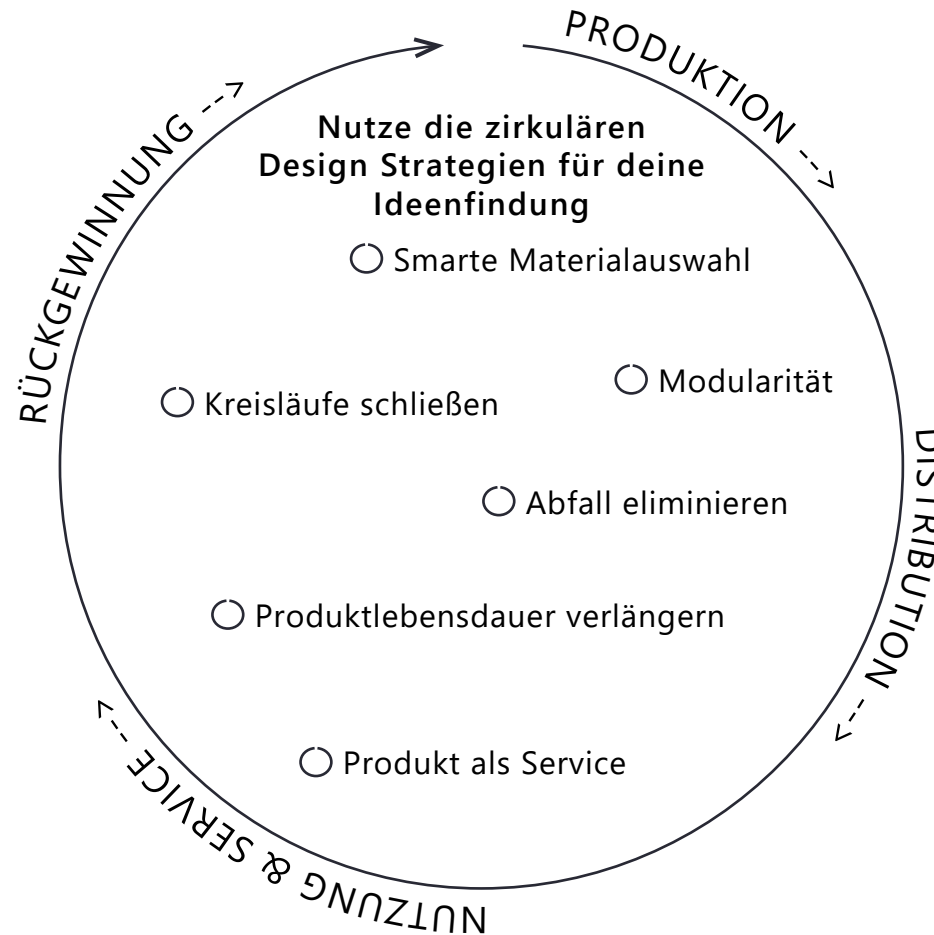 PRODUKTION -->
Nutze die zirkulären
Design Strategien für deine
Ideenfindung
Smarte Materialauswahl
Modularität
Kreisläufe schließen
Abfall eliminieren
Produktlebensdauer verlängern
Produkt als Service
DISTRIBUTION -->
NUTZUNG & SERVICE -->
RÜCKGEWINNUNG -->